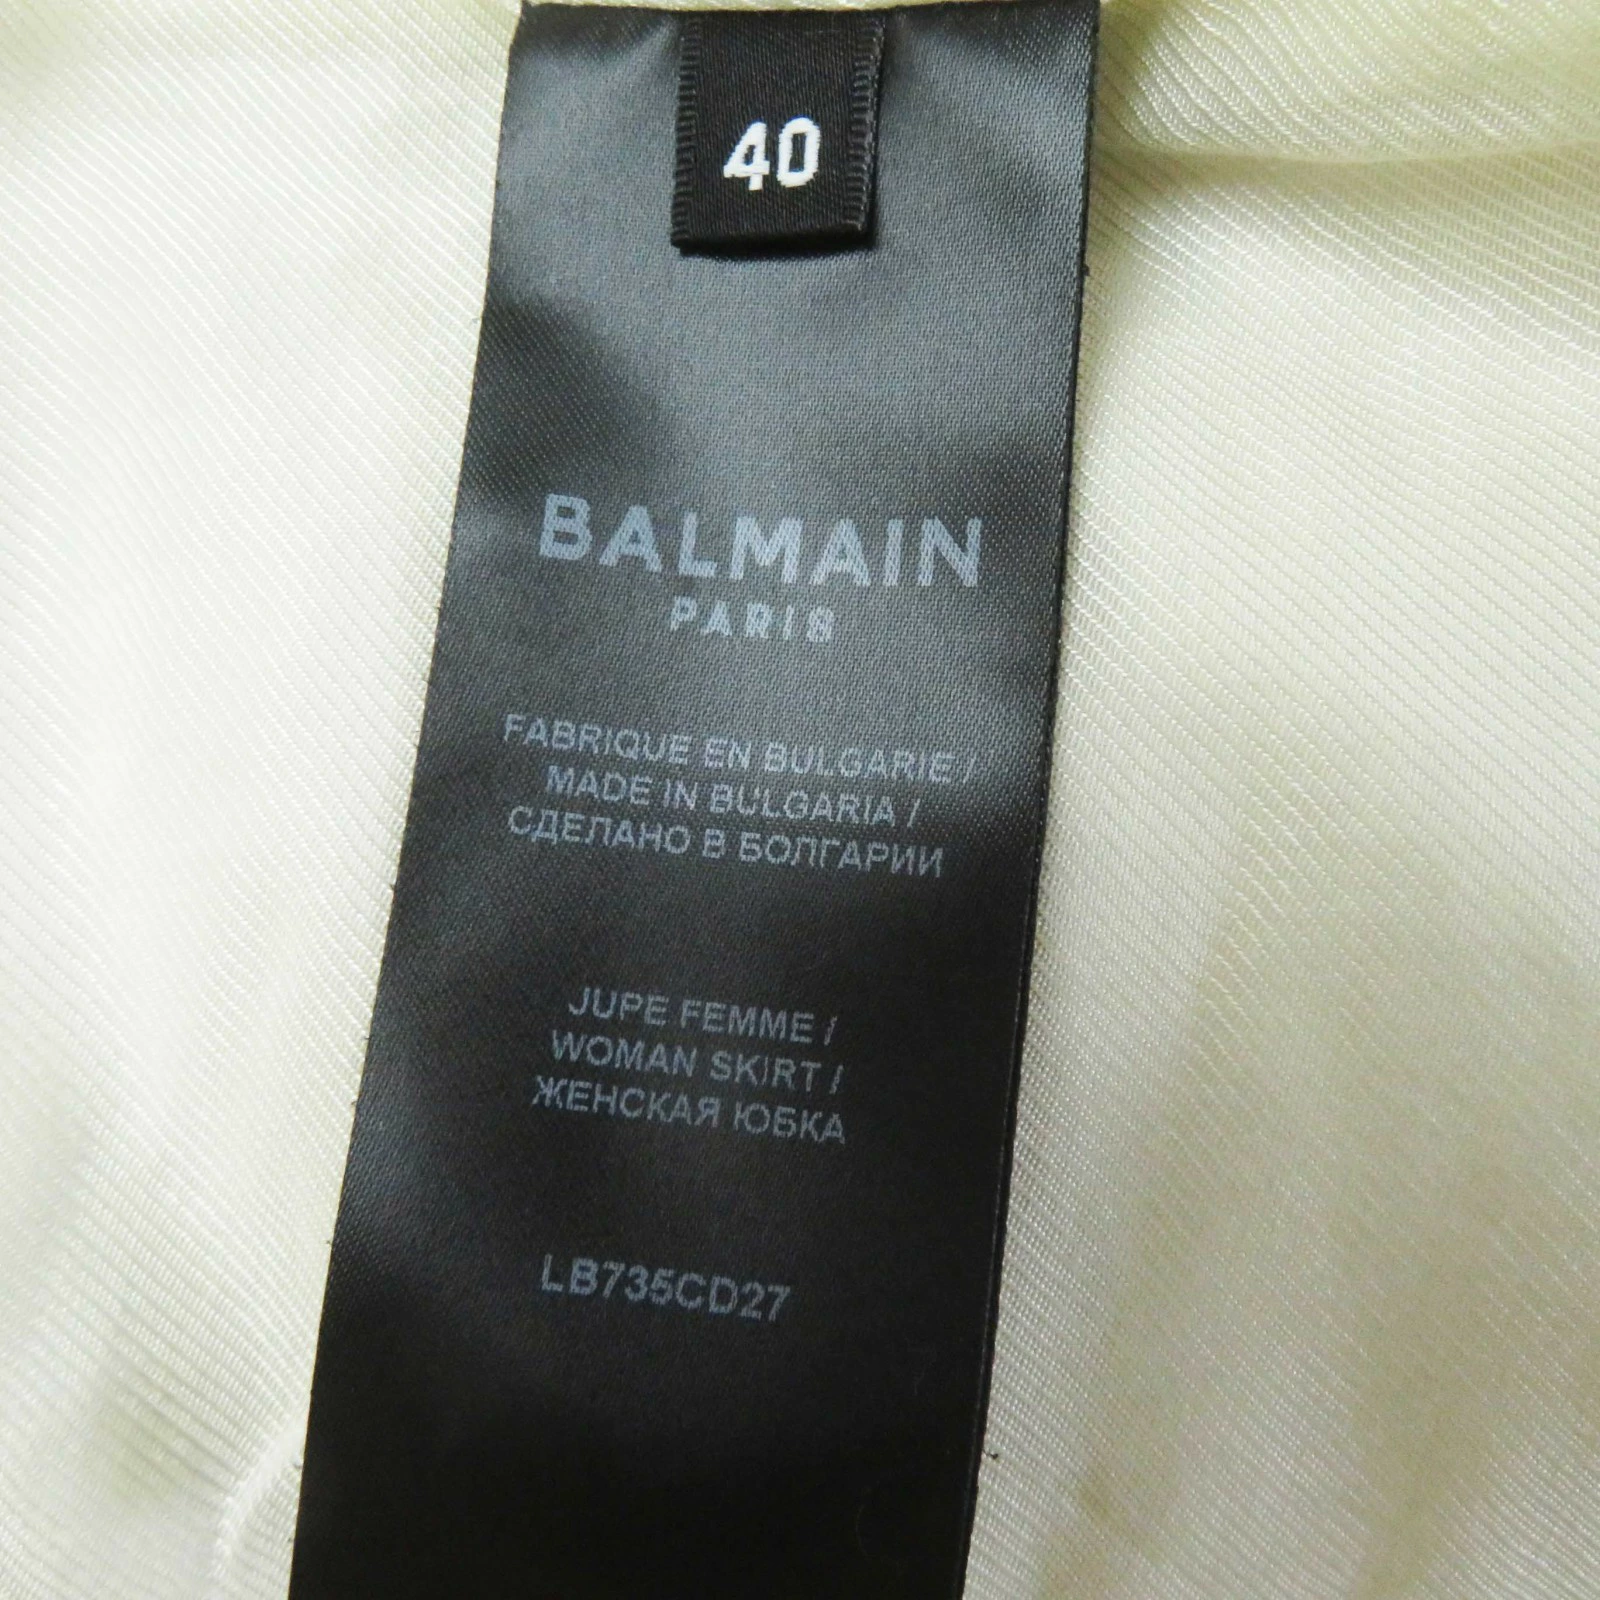 40
BALMAIN
PARIS
FABRIQUE EN BULGARIE /
MADE IN BULGARIA /
СДЕЛАНО В БОЛГАРИИ
JUPE FEMME /
WOMAN SKIRT /
ЖЕНСКАЯ ЮБКА
LB735CD27